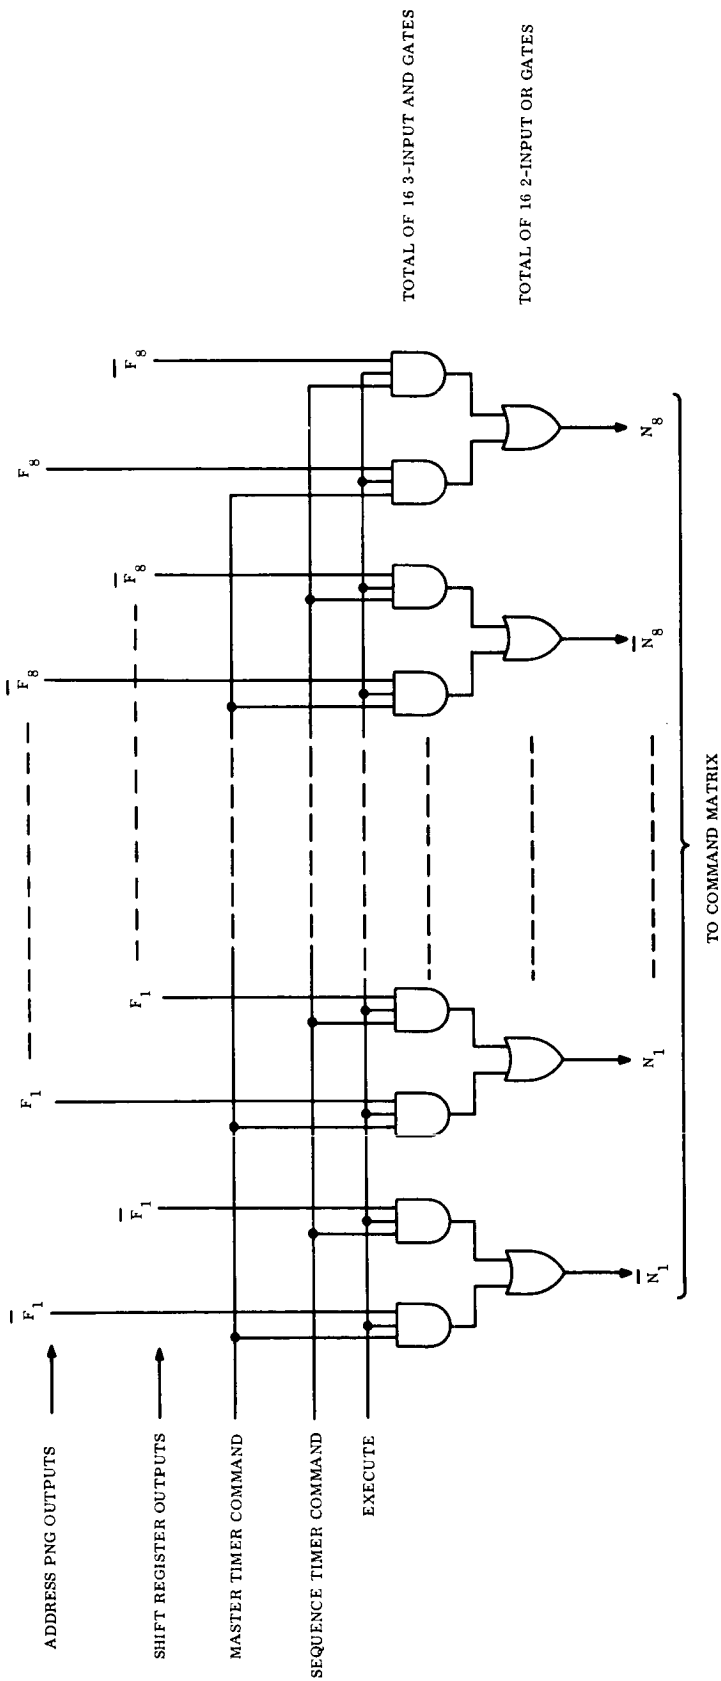 ADDRESS PNG OUTPUTS
F̅₁
F₁
F̅₈
F₈
SHIFT REGISTER OUTPUTS
F̅₁
F₁
F̅₈
F̅₈
MASTER TIMER COMMAND
SEQUENCE TIMER COMMAND
EXECUTE
TOTAL OF 16 3-INPUT AND GATES
TOTAL OF 16 2-INPUT OR GATES
N̅₁
N₁
N̅₈
N₈
TO COMMAND MATRIX